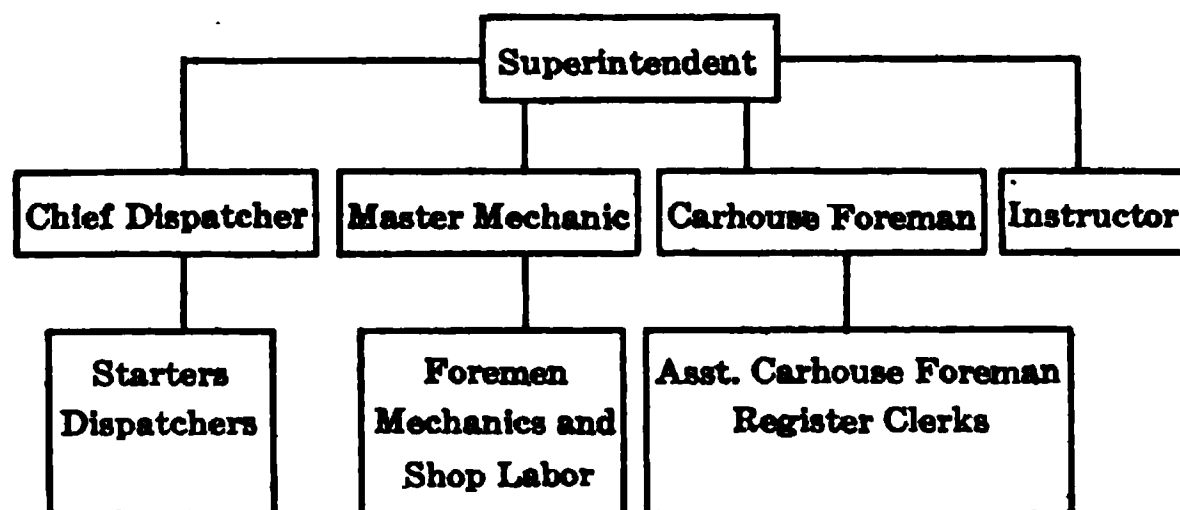 Superintendent
Chief Dispatcher
Master Mechanic
Carhouse Foreman
Instructor
Starters
Dispatchers
Foremen
Mechanics and
Shop Labor
Asst. Carhouse Foreman
Register Clerks